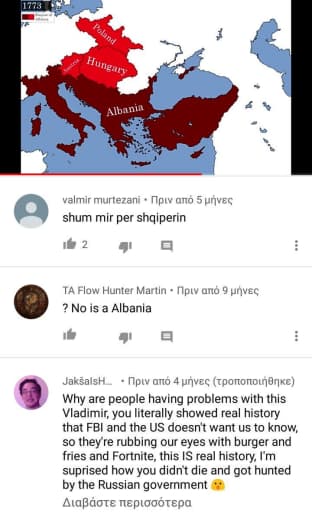 1773
Poland
Austria
Hungary
Albania
valmir murtezani • Πριν από 5 μήνες
shum mir per shqiperin
2
TA Flow Hunter Martin • Πριν από 9 μήνες
? No is a Albania
JakšaIsH... • Πριν από 4 μήνες (τροποποιήθηκε)
Why are people having problems with this
Vladimir, you literally showed real history
that FBI and the US doesn't want us to know,
so they're rubbing our eyes with burger and
fries and Fortnite, this IS real history, I'm
suprised how you didn't die and got hunted
by the Russian government 🤫
Διαβάστε περισσότερα